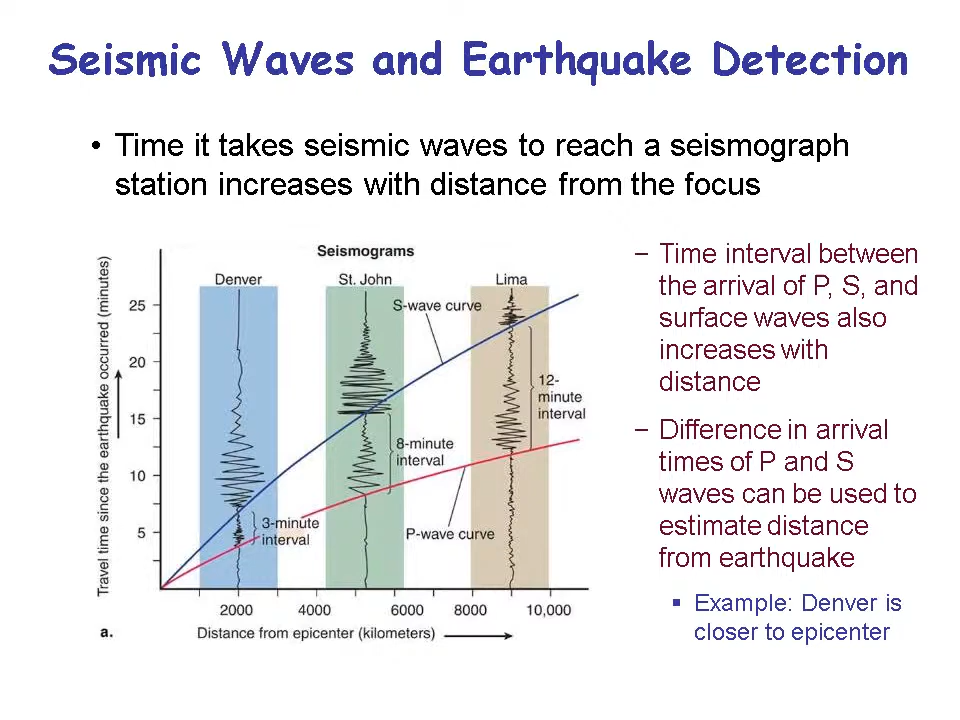 Seismic Waves and Earthquake Detection
• Time it takes seismic waves to reach a seismograph
station increases with distance from the focus
Seismograms
Denver St. John Lima
Travel time since the earthquake occurred (minutes)
25
20
15
10
5
S-wave curve
12-
minute
interval
8-minute
interval
3-minute
interval
P-wave curve
2000 4000 6000 8000 10,000
a. Distance from epicenter (kilometers)
– Time interval between
the arrival of P, S, and
surface waves also
increases with
distance
– Difference in arrival
times of P and S
waves can be used to
estimate distance
from earthquake
▪ Example: Denver is
closer to epicenter